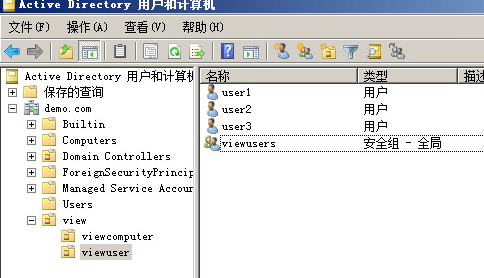 Active Directory 用户和计算机
文件(F) 操作(A) 查看(V) 帮助(H)
Active Directory 用户和计算机
保存的查询
demo.com
Builtin
Computers
Domain Controllers
ForeignSecurityPrincip
Managed Service Accoun
Users
view
viewcomputer
viewuser
名称 类型 描述
user1 用户
user2 用户
user3 用户
viewusers 安全组 - 全局